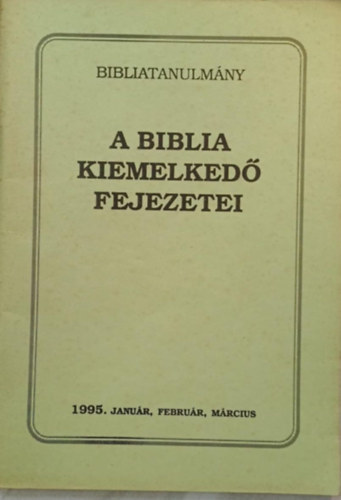 BIBLIATANULMÁNY
A BIBLIA
KIEMELKEDŐ
FEJEZETEI
1995. JANUÁR, FEBRUÁR, MÁRCIUS